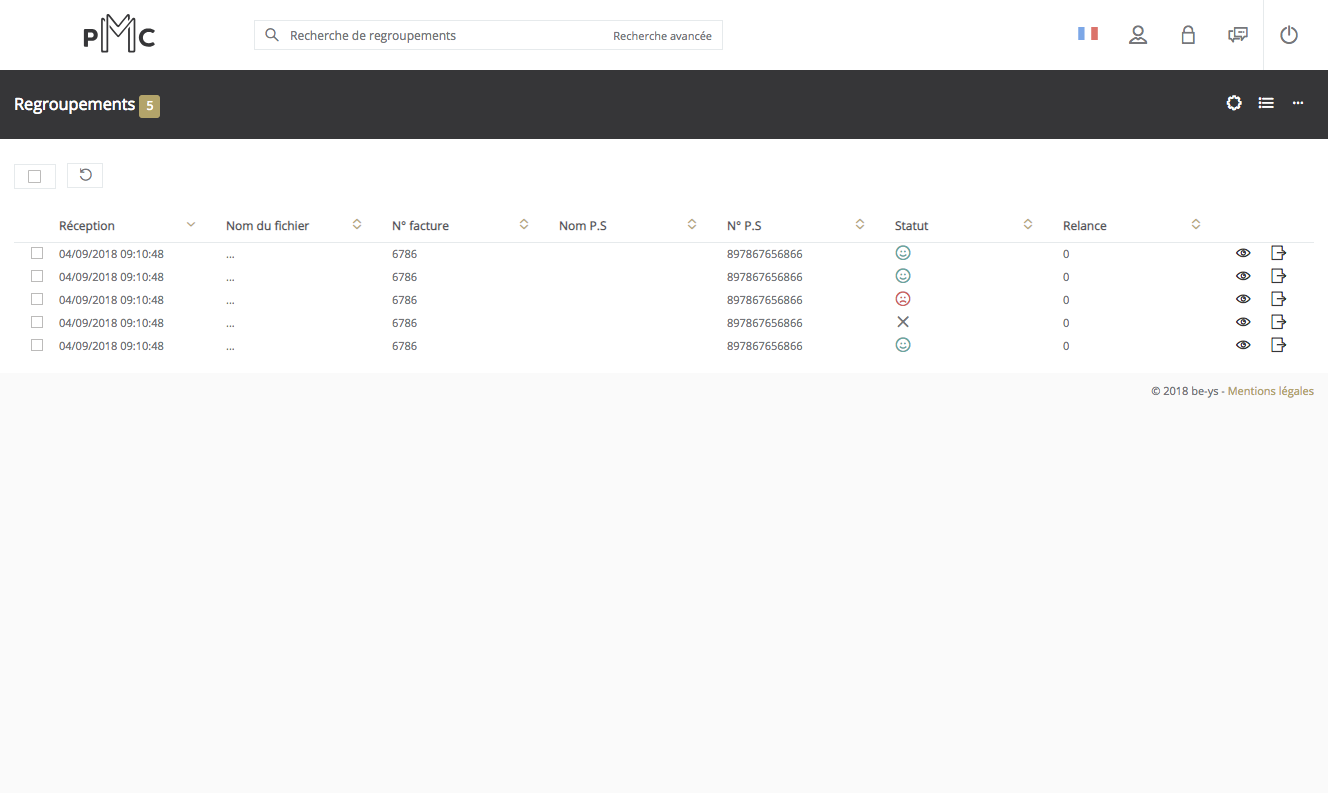 PMC
Recherche de regroupements Recherche avancée
Regroupements 5
Réception Nom du fichier N° facture Nom P.S N° P.S Statut Relance
04/09/2018 09:10:48 ... 6786 897867656866 0
04/09/2018 09:10:48 ... 6786 897867656866 0
04/09/2018 09:10:48 ... 6786 897867656866 0
04/09/2018 09:10:48 ... 6786 897867656866 0
04/09/2018 09:10:48 ... 6786 897867656866 0
© 2018 be-ys - Mentions légales